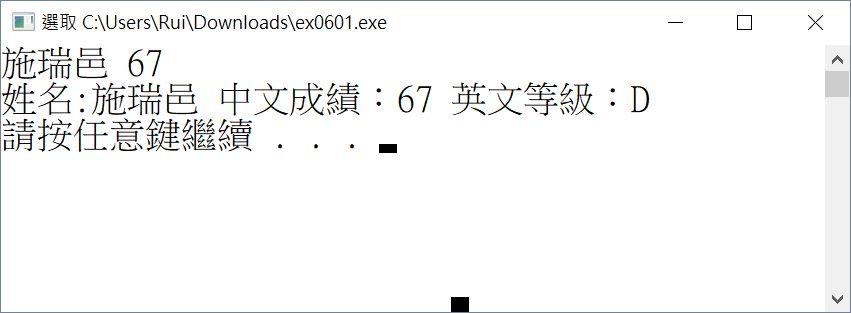 選取 C:\Users\Rui\Downloads\ex0601.exe
施瑞邑 67
姓名:施瑞邑 中文成績：67 英文等級：D
請按任意鍵繼續 . . .